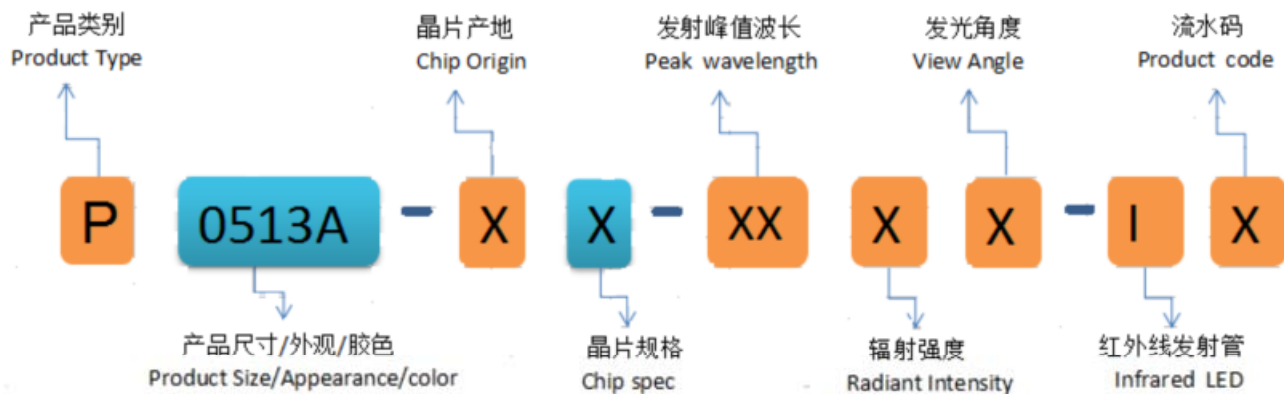 产品类别 晶片产地 发射峰值波长 发光角度 流水码
Product Type Chip Origin Peak wavelength View Angle Product code
P 0513A - X X - XX X X - I X
产品尺寸/外观/胶色 晶片规格 辐射强度 红外线发射管
Product Size/Appearance/color Chip spec Radiant Intensity Infrared LED